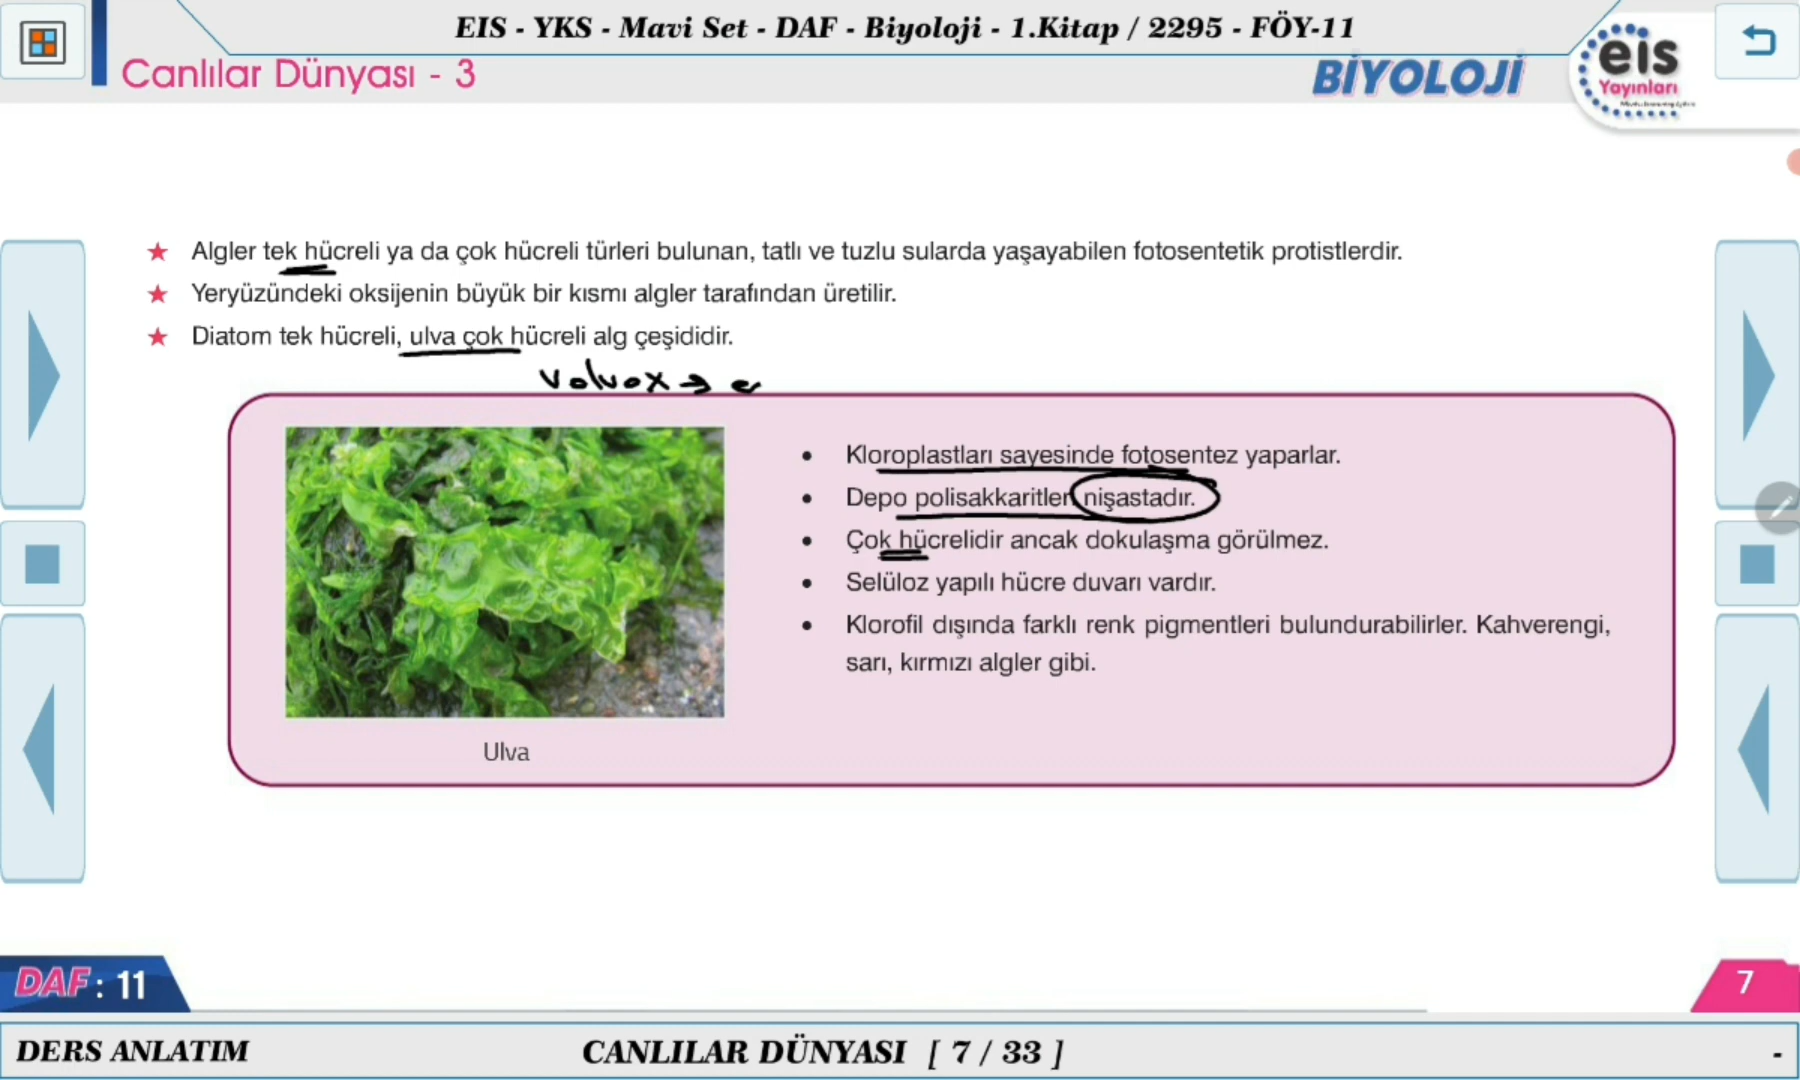 EIS - YKS - Mavi Set - DAF - Biyoloji - 1.Kitap / 2295 - FÖY-11
Canlılar Dünyası - 3
BİYOLOJİ
eis
Yayınları
★ Algler tek hücreli ya da çok hücreli türleri bulunan, tatlı ve tuzlu sularda yaşayabilen fotosentetik protistlerdir.
★ Yeryüzündeki oksijenin büyük bir kısmı algler tarafından üretilir.
★ Diatom tek hücreli, ulva çok hücreli alg çeşididir.
Volvox →
• Kloroplastları sayesinde fotosentez yaparlar.
• Depo polisakkaritler nişastadır.
• Çok hücrelidir ancak dokulaşma görülmez.
• Selüloz yapılı hücre duvarı vardır.
• Klorofil dışında farklı renk pigmentleri bulundurabilirler. Kahverengi,
sarı, kırmızı algler gibi.
Ulva
DAF : 11
7
DERS ANLATIM
CANLILAR DÜNYASI [ 7 / 33 ]
-